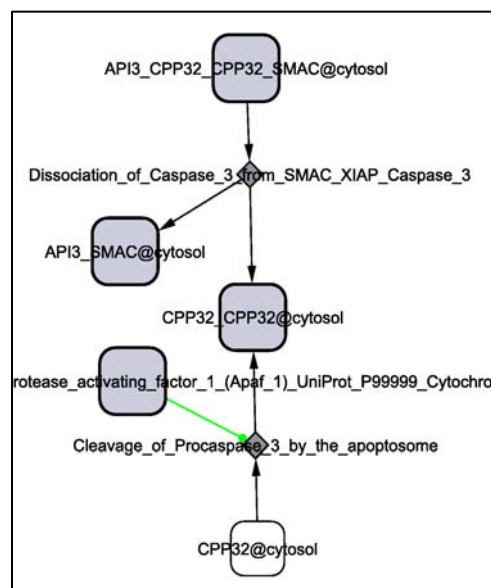 API3_CPP32_CPP32_SMAC@cytosol
Dissociation_of_Caspase_3_from_SMAC_XIAP_Caspase_3
API3_SMAC@cytosol
CPP32_CPP32@cytosol
rotease_activating_factor_1_(Apaf_1)_UniProt_P99999_Cytochro
Cleavage_of_Procaspase_3_by_the_apoptosome
CPP32@cytosol